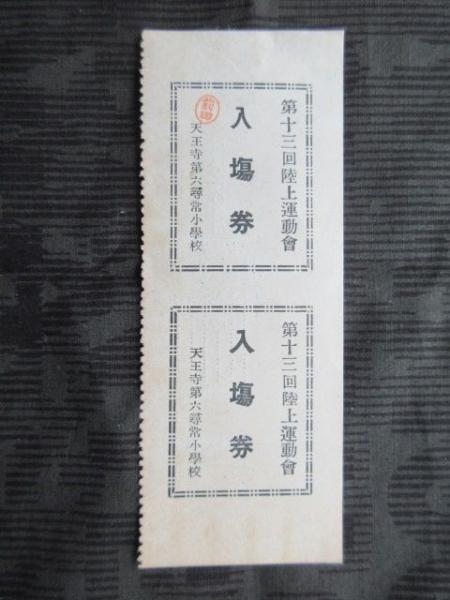 第十三回陸上運動會
入場券
天王寺第六尋常小學校
第十三回陸上運動會
入場券
天王寺第六尋常小學校